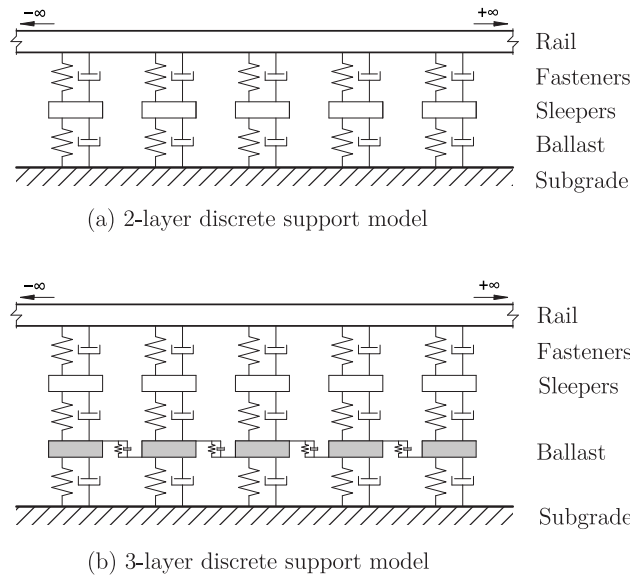 −∞
+∞
Rail
Fasteners
Sleepers
Ballast
Subgrade
(a) 2-layer discrete support model
−∞
+∞
Rail
Fasteners
Sleepers
Ballast
Subgrade
(b) 3-layer discrete support model